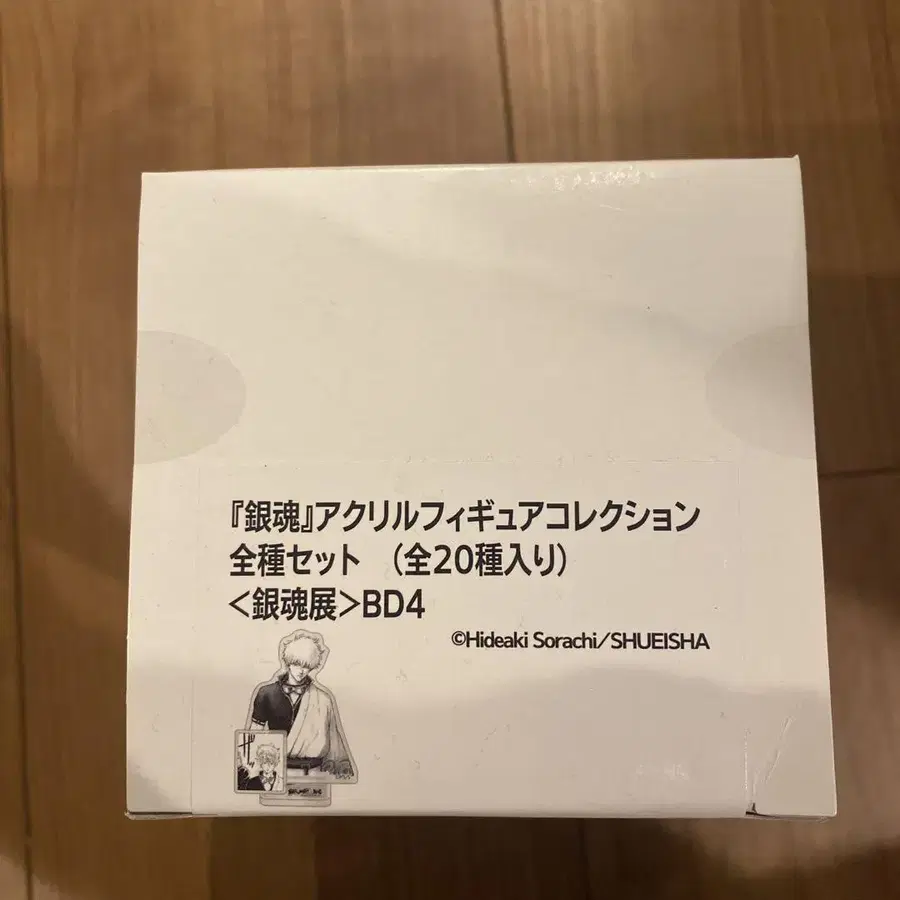 『銀魂』アクリルフィギュアコレクション
全種セット　（全20種入り）
＜銀魂展＞BD4
©Hideaki Sorachi/SHUEISHA